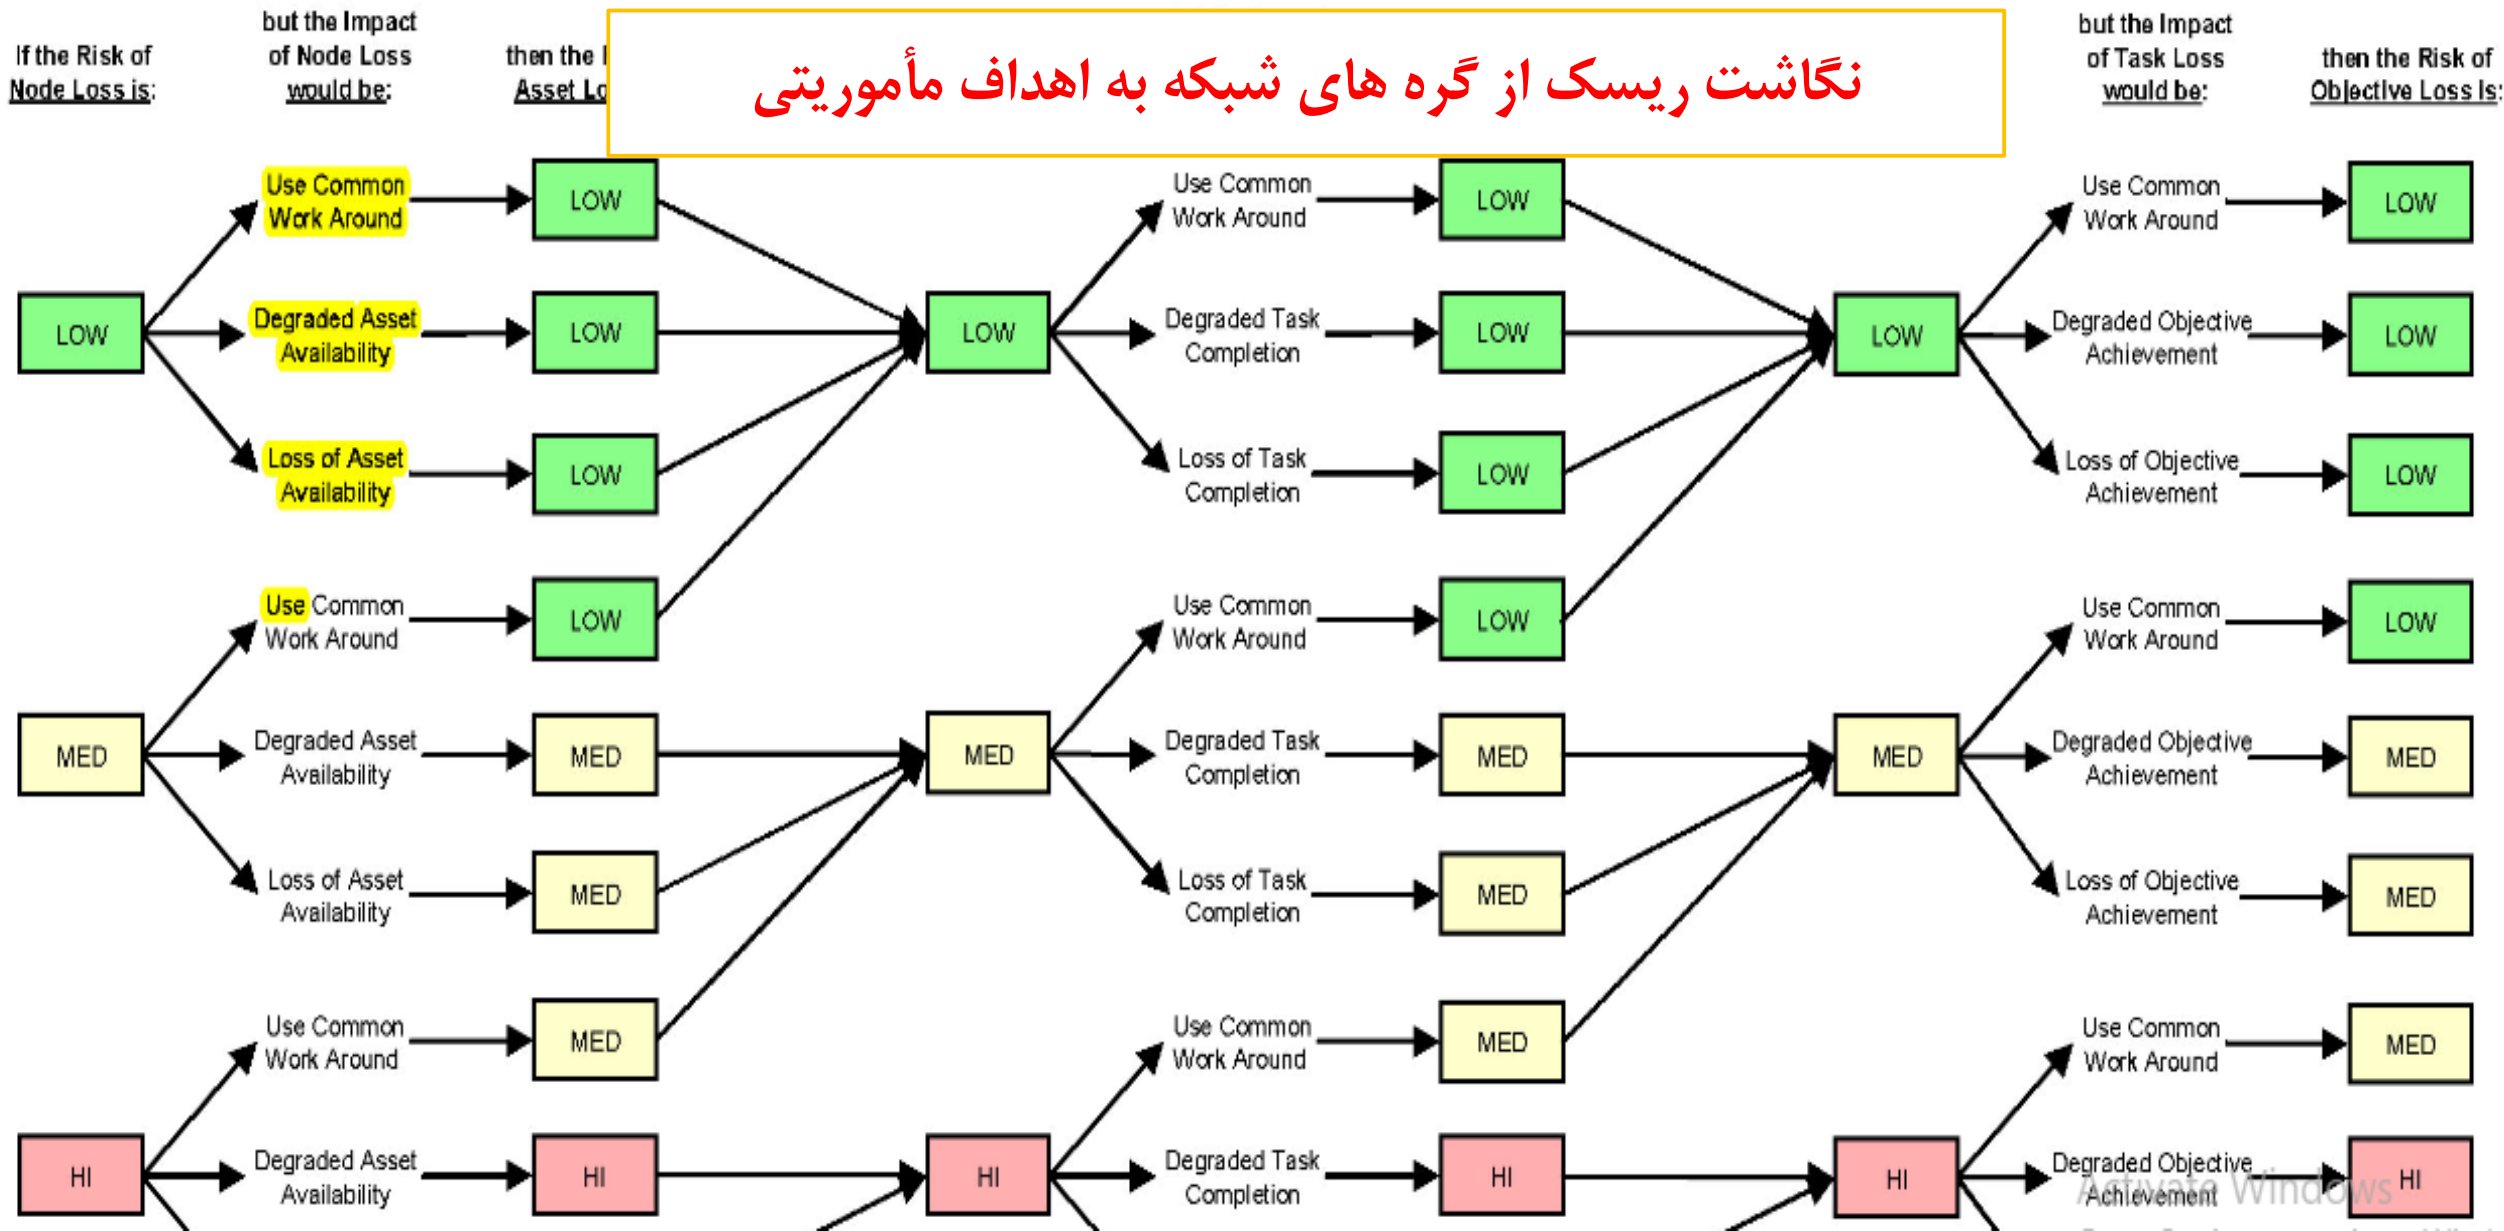 If the Risk of
Node Loss is:
but the Impact
of Node Loss
would be:
then the
Asset
نگاشت ریسک از گره های شبکه به اهداف مأموریتی
but the Impact
of Task Loss
would be:
then the Risk of
Objective Loss is:
LOW
Use Common
Work Around
LOW
Degraded Asset
Availability
LOW
Loss of Asset
Availability
LOW
LOW
Use Common
Work Around
LOW
Degraded Task
Completion
LOW
Loss of Task
Completion
LOW
LOW
Use Common
Work Around
LOW
Degraded Objective
Achievement
LOW
Loss of Objective
Achievement
LOW
MED
Use Common
Work Around
LOW
Degraded Asset
Availability
MED
Loss of Asset
Availability
MED
MED
Use Common
Work Around
LOW
Degraded Task
Completion
MED
Loss of Task
Completion
MED
MED
Use Common
Work Around
LOW
Degraded Objective
Achievement
MED
Loss of Objective
Achievement
MED
HI
Use Common
Work Around
MED
Degraded Asset
Availability
HI
HI
Use Common
Work Around
MED
Degraded Task
Completion
HI
HI
Use Common
Work Around
MED
Degraded Objective
Achievement
HI
Activate Windows